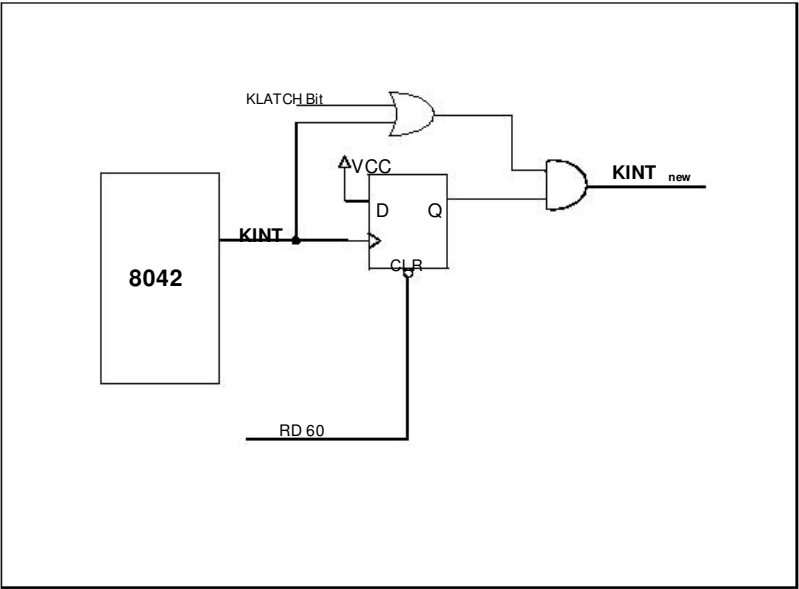 KLATCH Bit
VCC
KINT new
D
Q
KINT
CLR
8042
RD 60